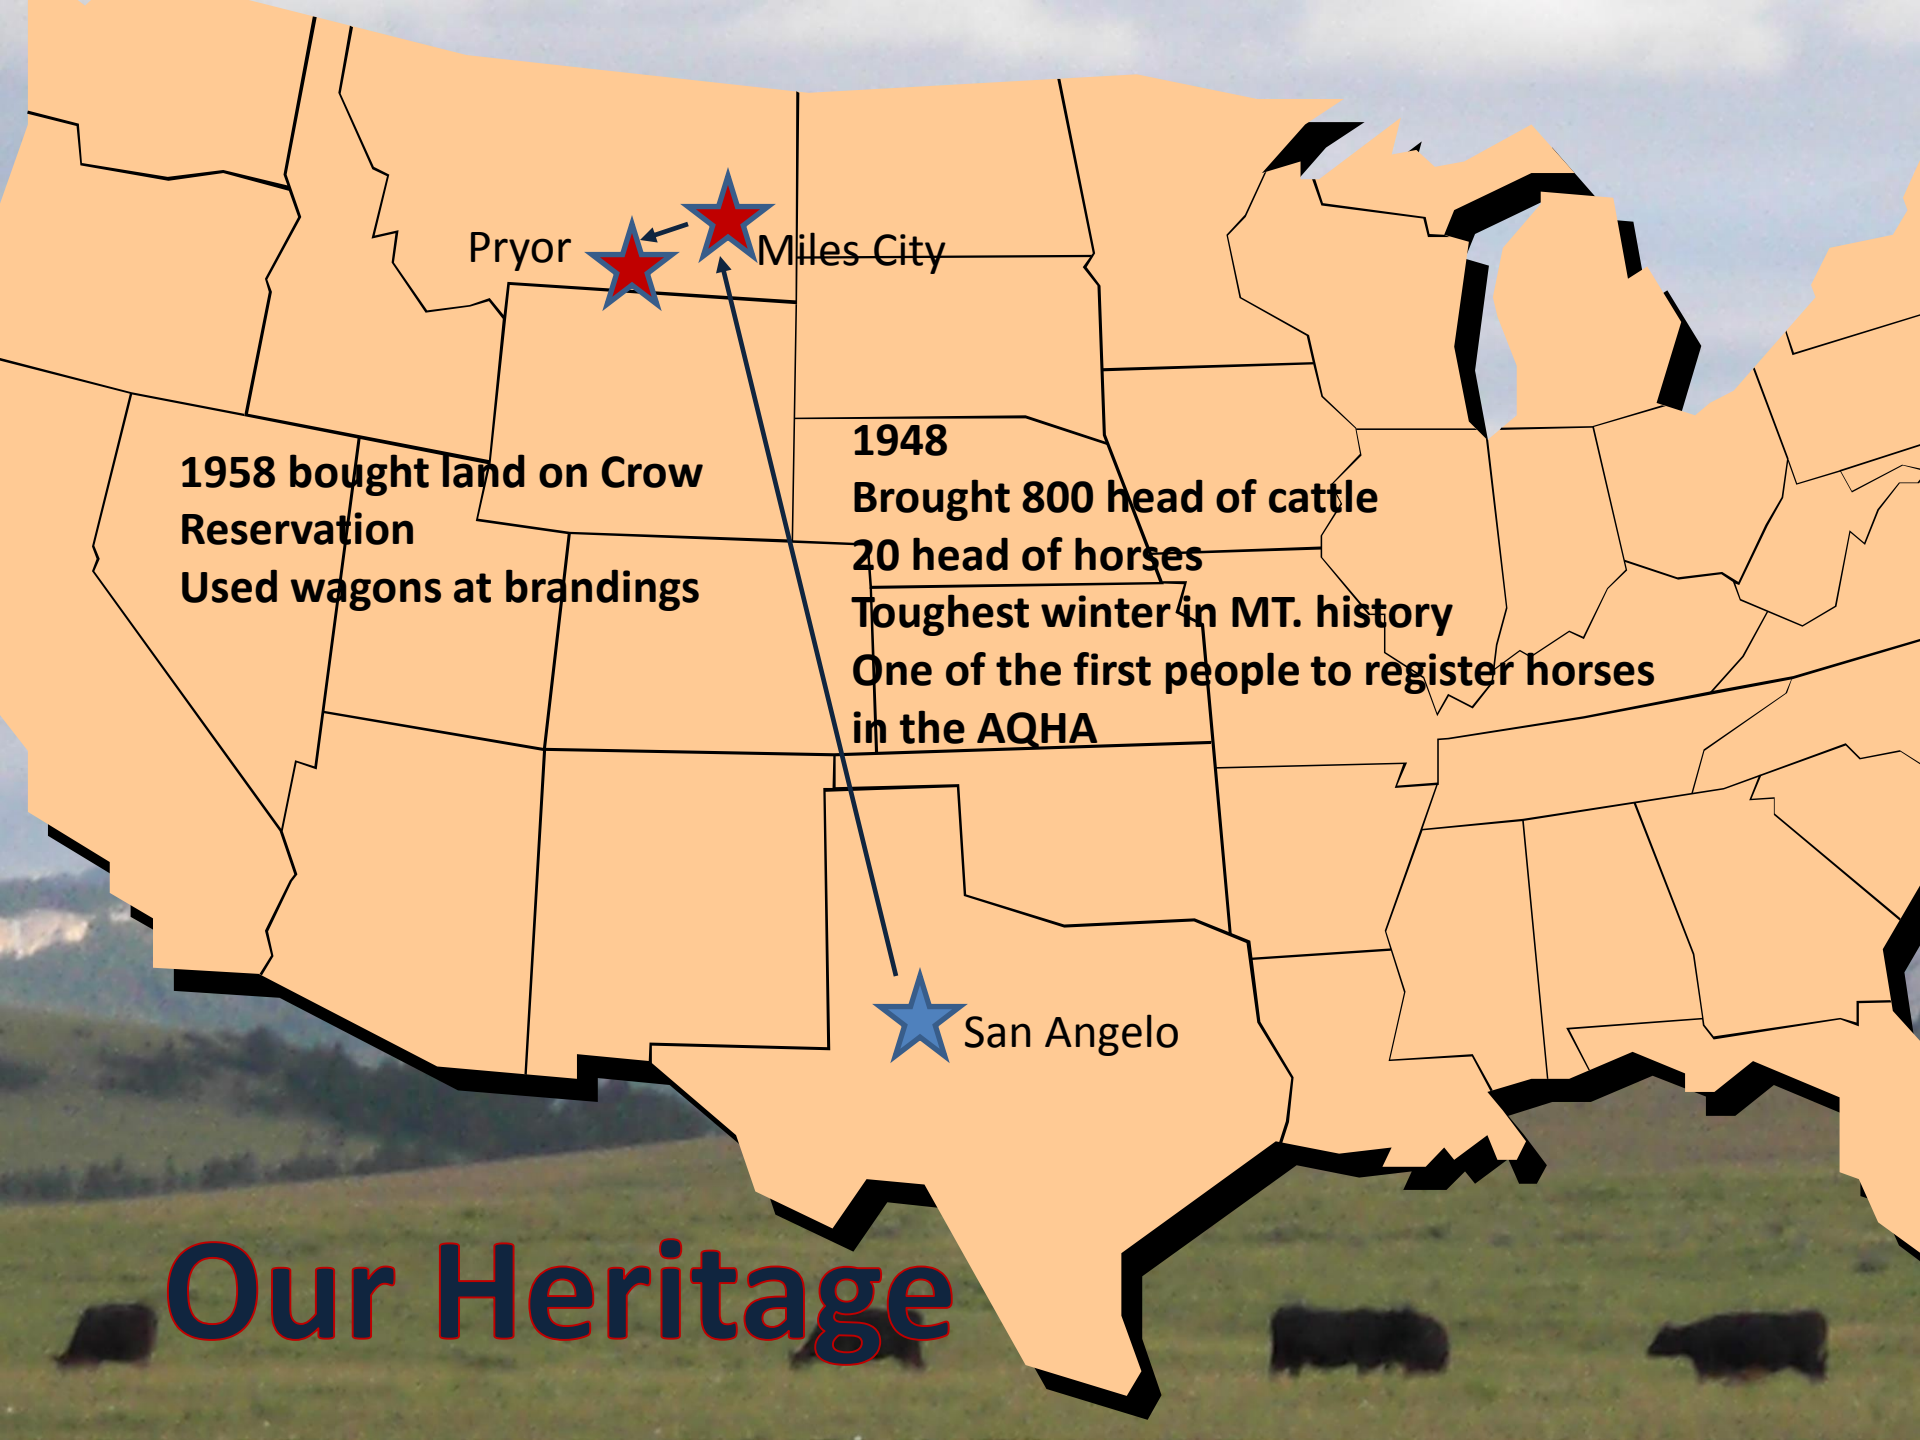 Pryor
Miles City
1958 bought land on Crow
Reservation
Used wagons at brandings
1948
Brought 800 head of cattle
20 head of horses
Toughest winter in MT. history
One of the first people to register horses
in the AQHA
San Angelo
Our Heritage